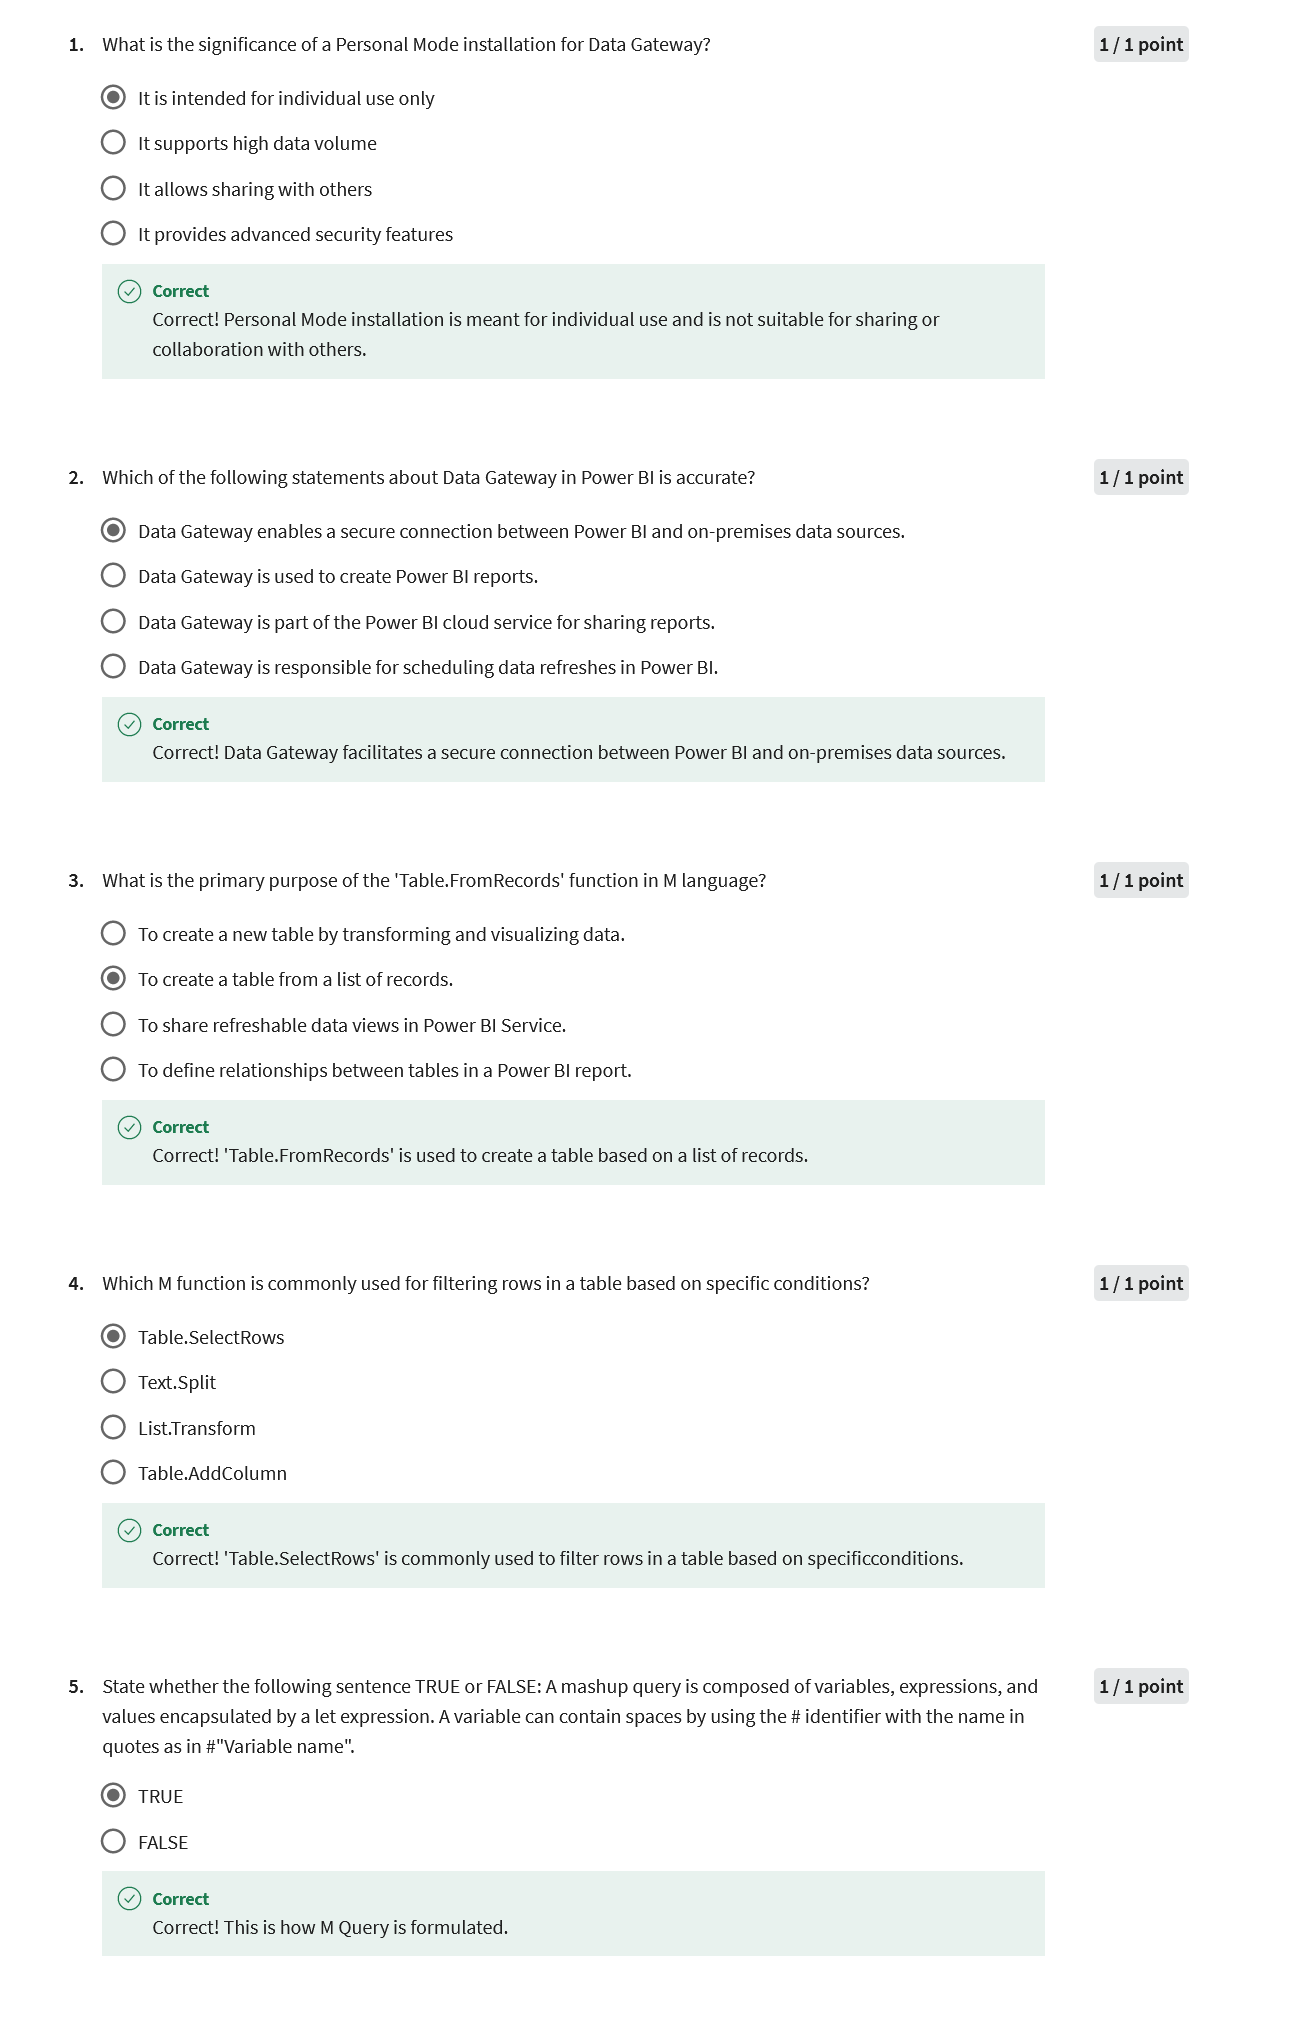 1. What is the significance of a Personal Mode installation for Data Gateway? 1 / 1 point
It is intended for individual use only
It supports high data volume
It allows sharing with others
It provides advanced security features
Correct
Correct! Personal Mode installation is meant for individual use and is not suitable for sharing or
collaboration with others.
2. Which of the following statements about Data Gateway in Power BI is accurate? 1 / 1 point
Data Gateway enables a secure connection between Power BI and on-premises data sources.
Data Gateway is used to create Power BI reports.
Data Gateway is part of the Power BI cloud service for sharing reports.
Data Gateway is responsible for scheduling data refreshes in Power BI.
Correct
Correct! Data Gateway facilitates a secure connection between Power BI and on-premises data sources.
3. What is the primary purpose of the 'Table.FromRecords' function in M language? 1 / 1 point
To create a new table by transforming and visualizing data.
To create a table from a list of records.
To share refreshable data views in Power BI Service.
To define relationships between tables in a Power BI report.
Correct
Correct! 'Table.FromRecords' is used to create a table based on a list of records.
4. Which M function is commonly used for filtering rows in a table based on specific conditions? 1 / 1 point
Table.SelectRows
Text.Split
List.Transform
Table.AddColumn
Correct
Correct! 'Table.SelectRows' is commonly used to filter rows in a table based on specificconditions.
5. State whether the following sentence TRUE or FALSE: A mashup query is composed of variables, expressions, and 1 / 1 point
values encapsulated by a let expression. A variable can contain spaces by using the # identifier with the name in
quotes as in #"Variable name".
TRUE
FALSE
Correct
Correct! This is how M Query is formulated.